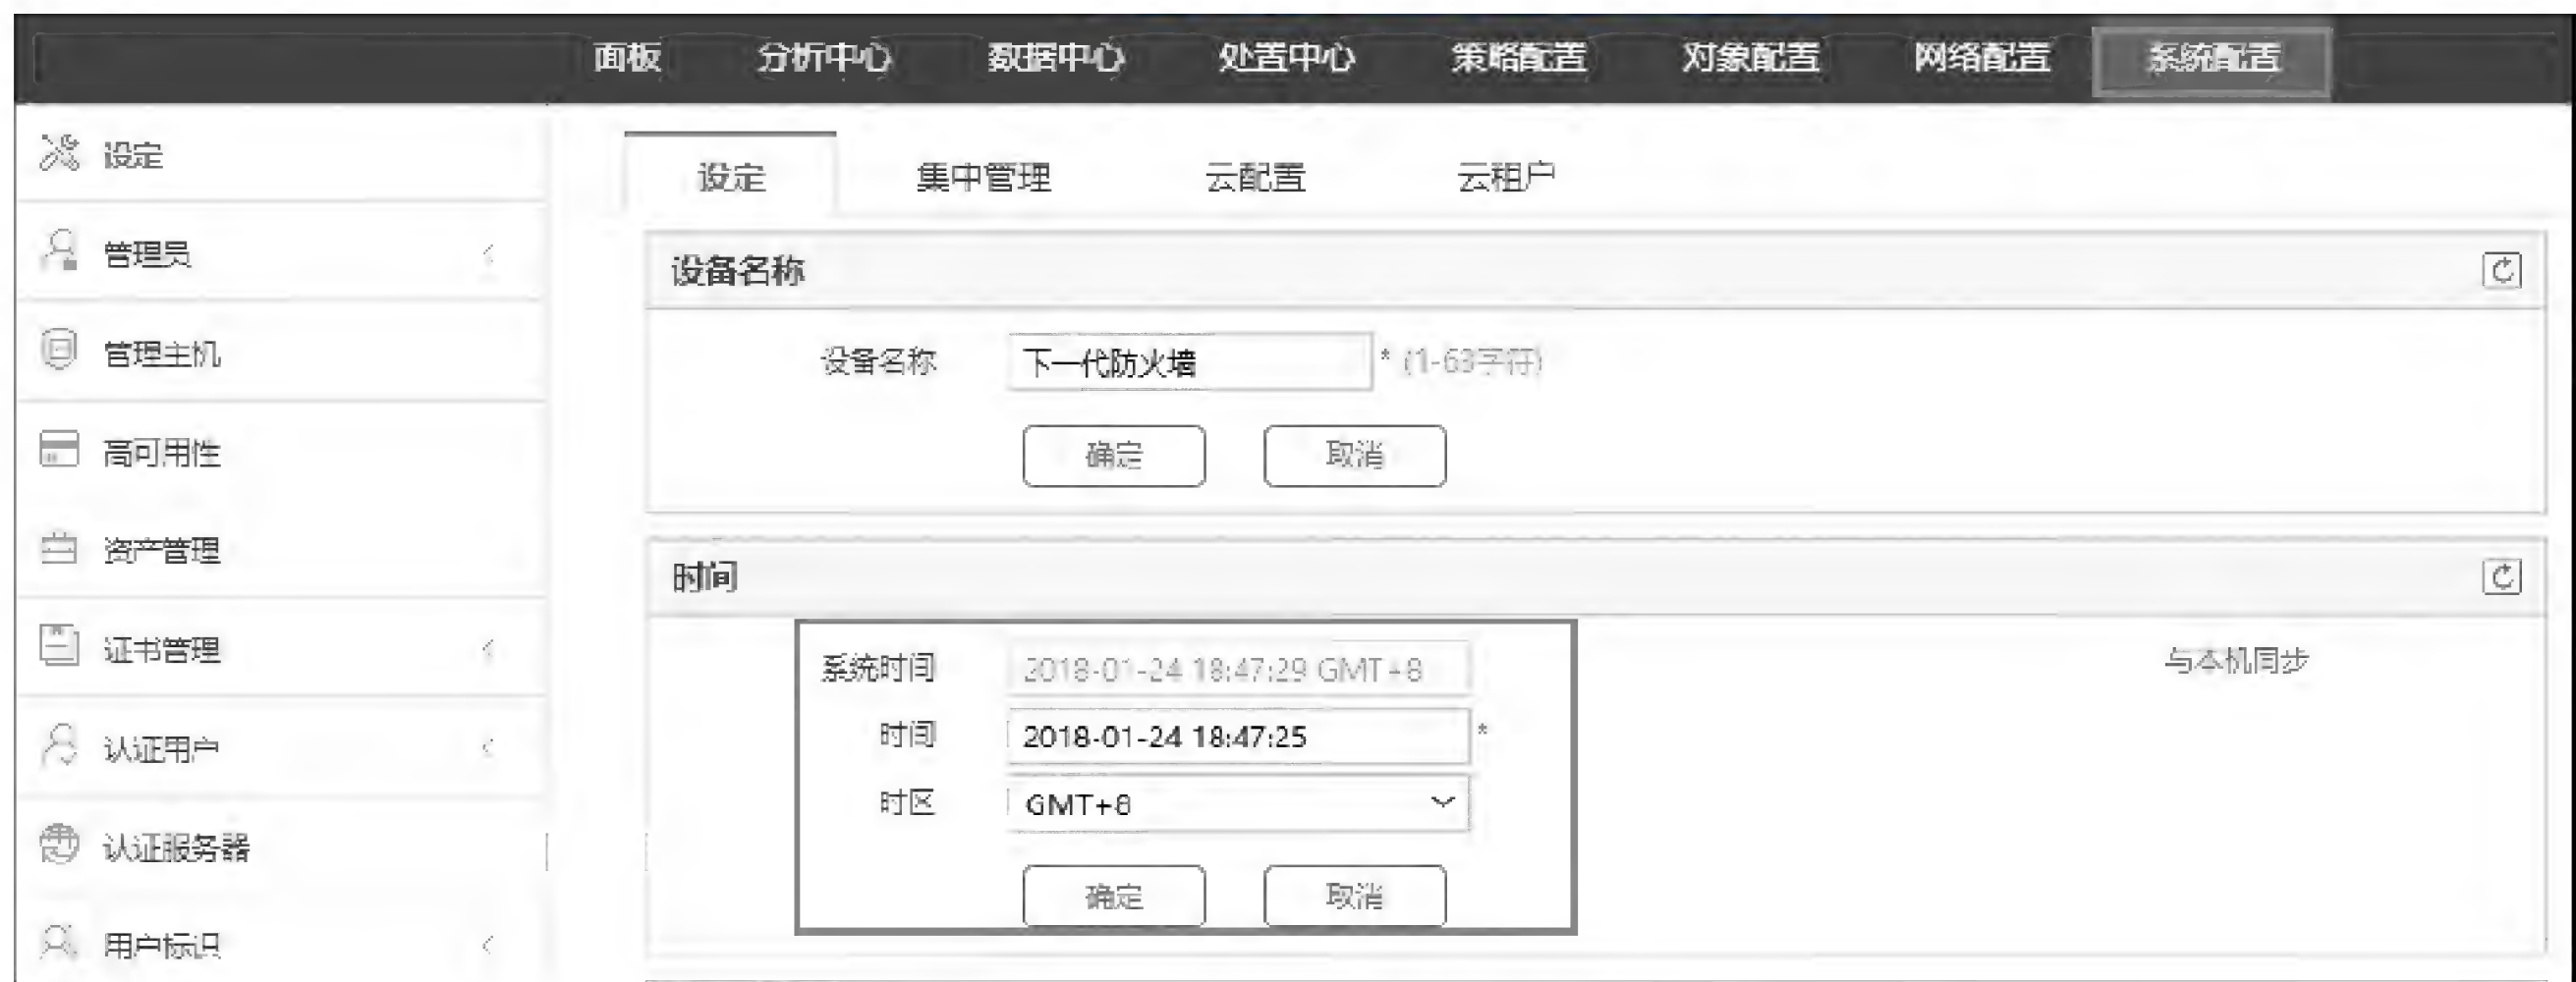 面板 分析中心 数据中心 处置中心 策略配置 对象配置 网络配置 系统配置
设定
管理员
管理主机
高可用性
资产管理
证书管理
认证用户
认证服务器
用户标识
设定 集中管理 云配置 云租户
设备名称
设备名称 下一代防火墙 * (1-63字符)
确定 取消
时间
系统时间 2018-01-24 18:47:29 GMT+8 与本机同步
时间 2018-01-24 18:47:25 *
时区 GMT+8
确定 取消